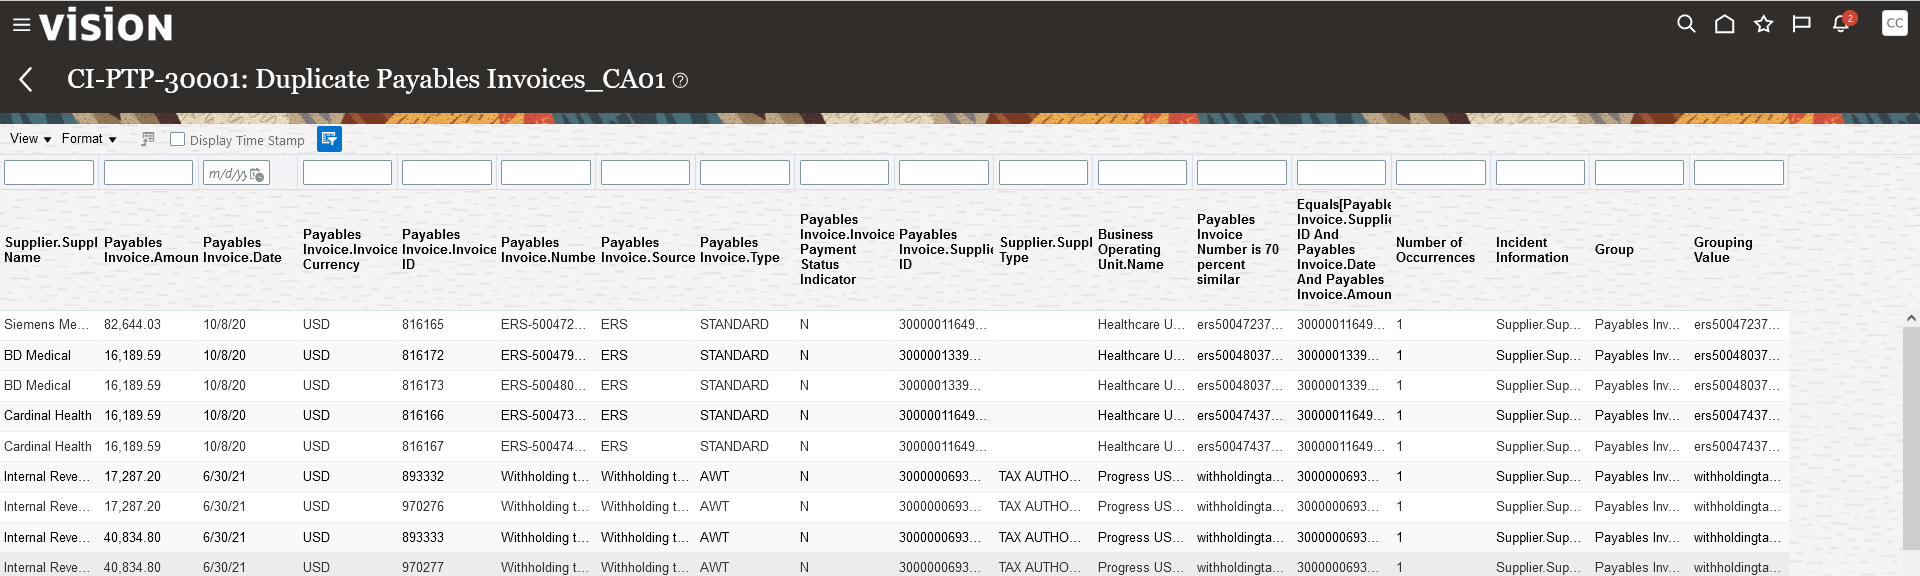 VISION
2
CC
CI-PTP-30001: Duplicate Payables Invoices_CA01 ?
View Format Display Time Stamp
m/d/yy
Supplier.Suppl Name
Payables Invoice.Amoun
Payables Invoice.Date
Payables Invoice.Invoice Currency
Payables Invoice.Invoice ID
Payables Invoice.Numbe
Payables Invoice.Source
Payables Invoice.Type
Payables Invoice.Invoice Payment Status Indicator
Payables Invoice.Supplie ID
Supplier.Suppl Type
Business Operating Unit.Name
Payables Invoice Number is 70 percent similar
Equals[Payable Invoice.Supplie ID And Payables Invoice.Date And Payables Invoice.Amoun
Number of Occurrences
Incident Information
Group
Grouping Value
Siemens Me... 82,644.03 10/8/20 USD 816165 ERS-500472... ERS STANDARD N 30000011649... Healthcare U... ers50047237... 30000011649... 1 Supplier.Sup... Payables Inv... ers50047237...
BD Medical 16,189.59 10/8/20 USD 816172 ERS-500479... ERS STANDARD N 3000001339... Healthcare U... ers50048037... 3000001339... 1 Supplier.Sup... Payables Inv... ers50048037...
BD Medical 16,189.59 10/8/20 USD 816173 ERS-500480... ERS STANDARD N 3000001339... Healthcare U... ers50048037... 3000001339... 1 Supplier.Sup... Payables Inv... ers50048037...
Cardinal Health 16,189.59 10/8/20 USD 816166 ERS-500473... ERS STANDARD N 30000011649... Healthcare U... ers50047437... 30000011649... 1 Supplier.Sup... Payables Inv... ers50047437...
Cardinal Health 16,189.59 10/8/20 USD 816167 ERS-500474... ERS STANDARD N 30000011649... Healthcare U... ers50047437... 30000011649... 1 Supplier.Sup... Payables Inv... ers50047437...
Internal Reve... 17,287.20 6/30/21 USD 893332 Withholding t... Withholding t... AWT N 3000000693... TAX AUTHO... Progress US... withholdingta... 3000000693... 1 Supplier.Sup... Payables Inv... withholdingta...
Internal Reve... 17,287.20 6/30/21 USD 970276 Withholding t... Withholding t... AWT N 3000000693... TAX AUTHO... Progress US... withholdingta... 3000000693... 1 Supplier.Sup... Payables Inv... withholdingta...
Internal Reve... 40,834.80 6/30/21 USD 893333 Withholding t... Withholding t... AWT N 3000000693... TAX AUTHO... Progress US... withholdingta... 3000000693... 1 Supplier.Sup... Payables Inv... withholdingta...
Internal Reve... 40,834.80 6/30/21 USD 970277 Withholding t... Withholding t... AWT N 3000000693... TAX AUTHO... Progress US... withholdingta... 3000000693... 1 Supplier.Sup... Payables Inv... withholdingta...